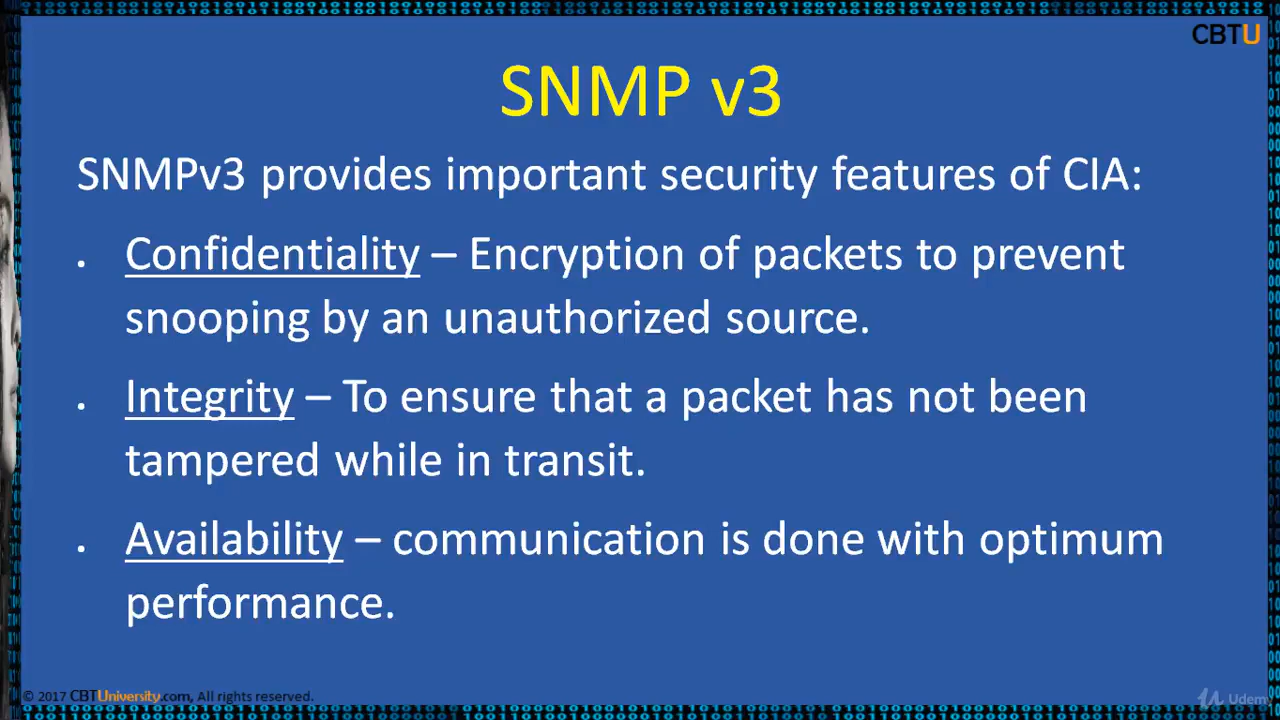 CBTU
SNMP v3
SNMPv3 provides important security features of CIA:
• Confidentiality – Encryption of packets to prevent
snooping by an unauthorized source.
• Integrity – To ensure that a packet has not been
tampered while in transit.
• Availability – communication is done with optimum
performance.
© 2017 CBTUniversity.com, All rights reserved.
Udemy